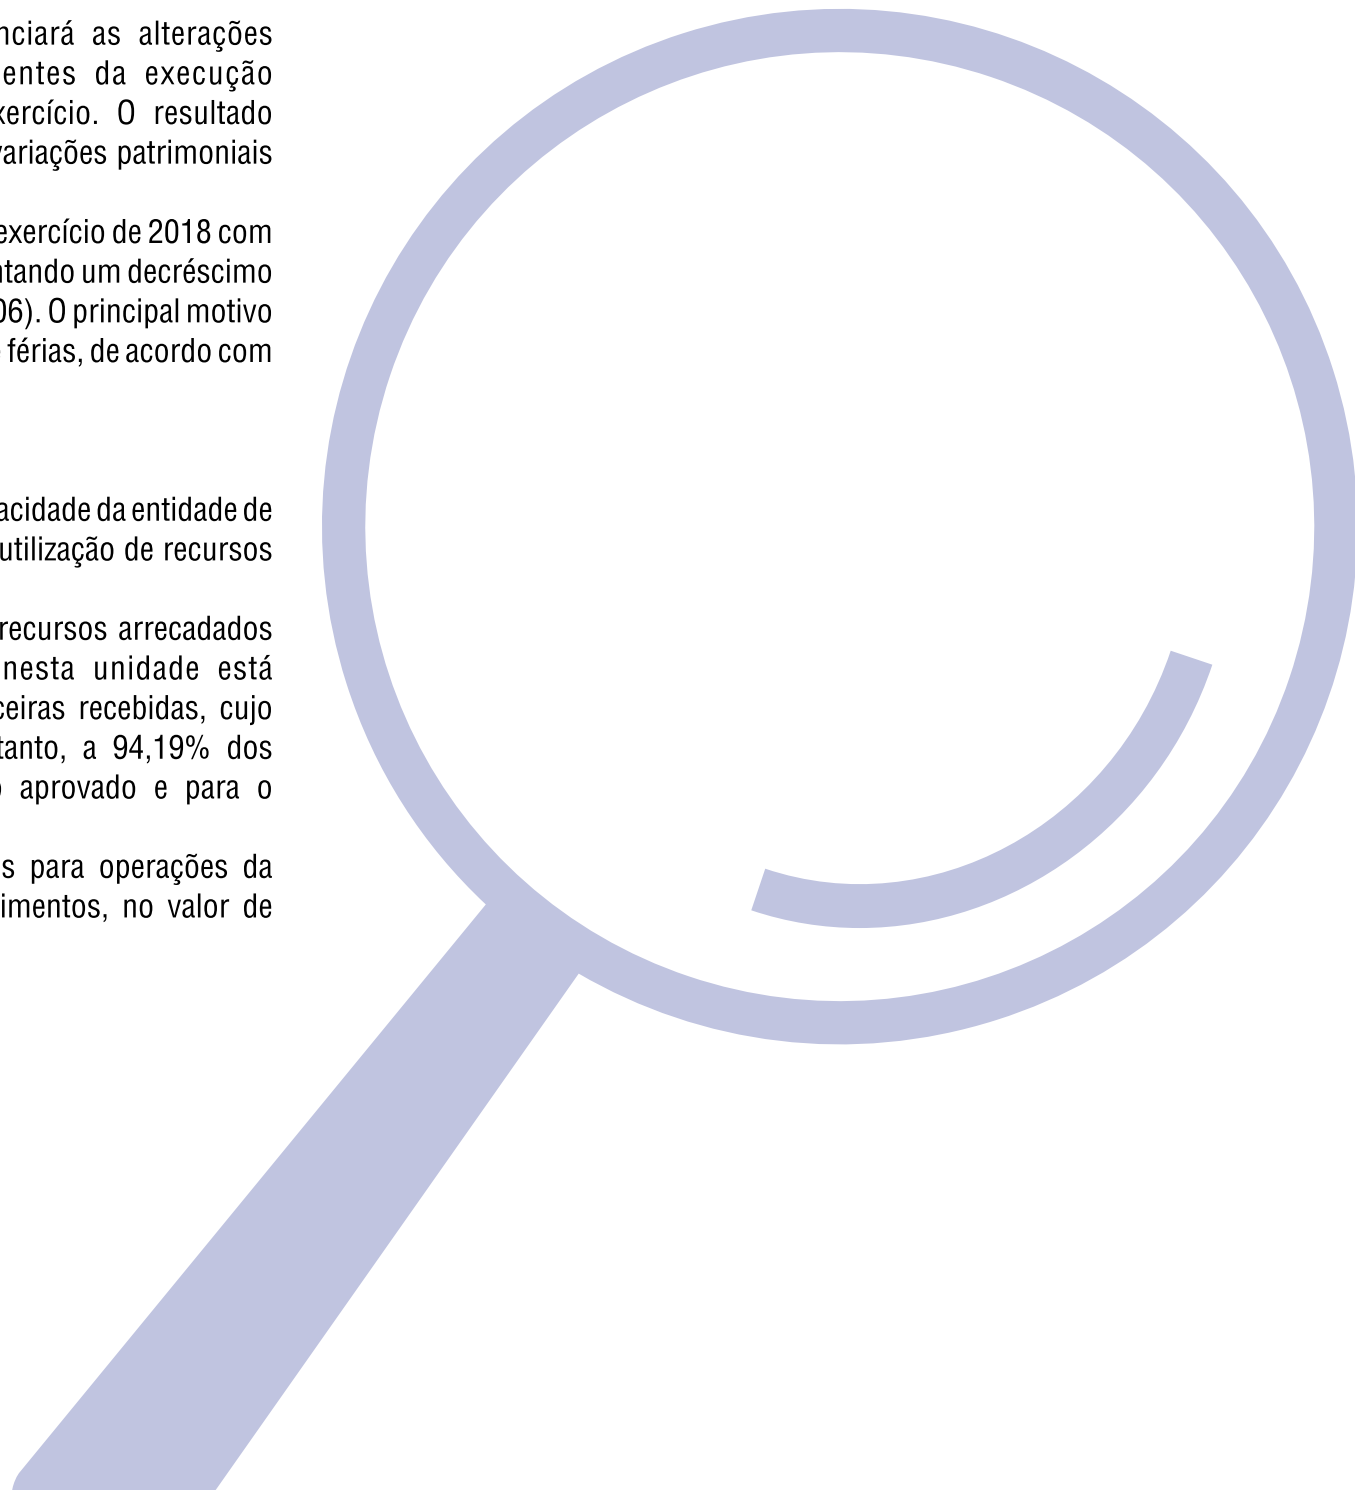 nciará as alterações
entes da execução
xercício. O resultado
variações patrimoniais
exercício de 2018 com
ntando um decréscimo
06). O principal motivo
férias, de acordo com
acidade da entidade de
utilização de recursos
recursos arrecadados
nesta unidade está
ceiras recebidas, cujo
tanto, a 94,19% dos
o aprovado e para o
s para operações da
imentos, no valor de